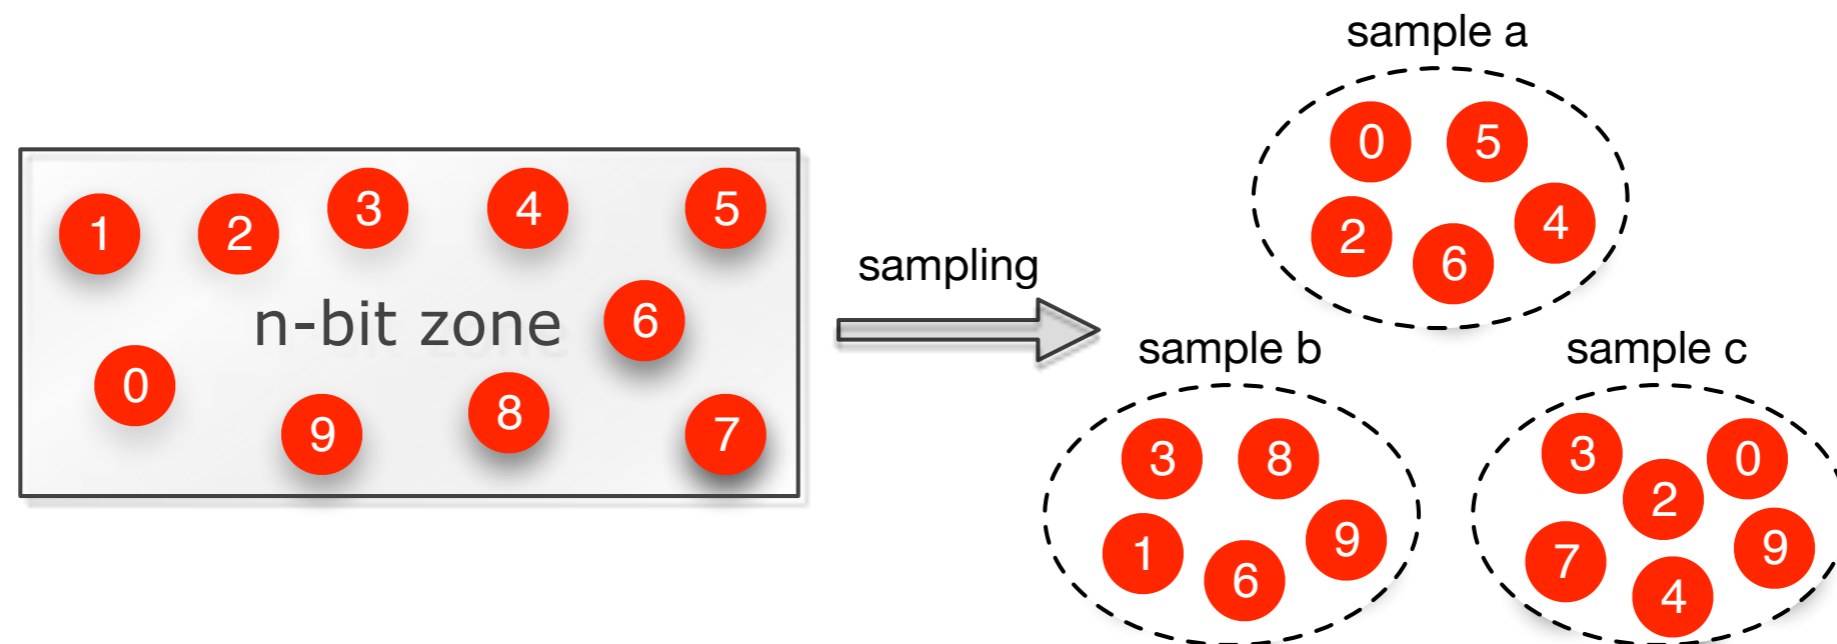 sample a
0 5
2 6 4
1 2 3 4 5
n-bit zone 6
0 9 8 7
sampling
sample b
3 8
1 6 9
sample c
3 2 0
7 4 9